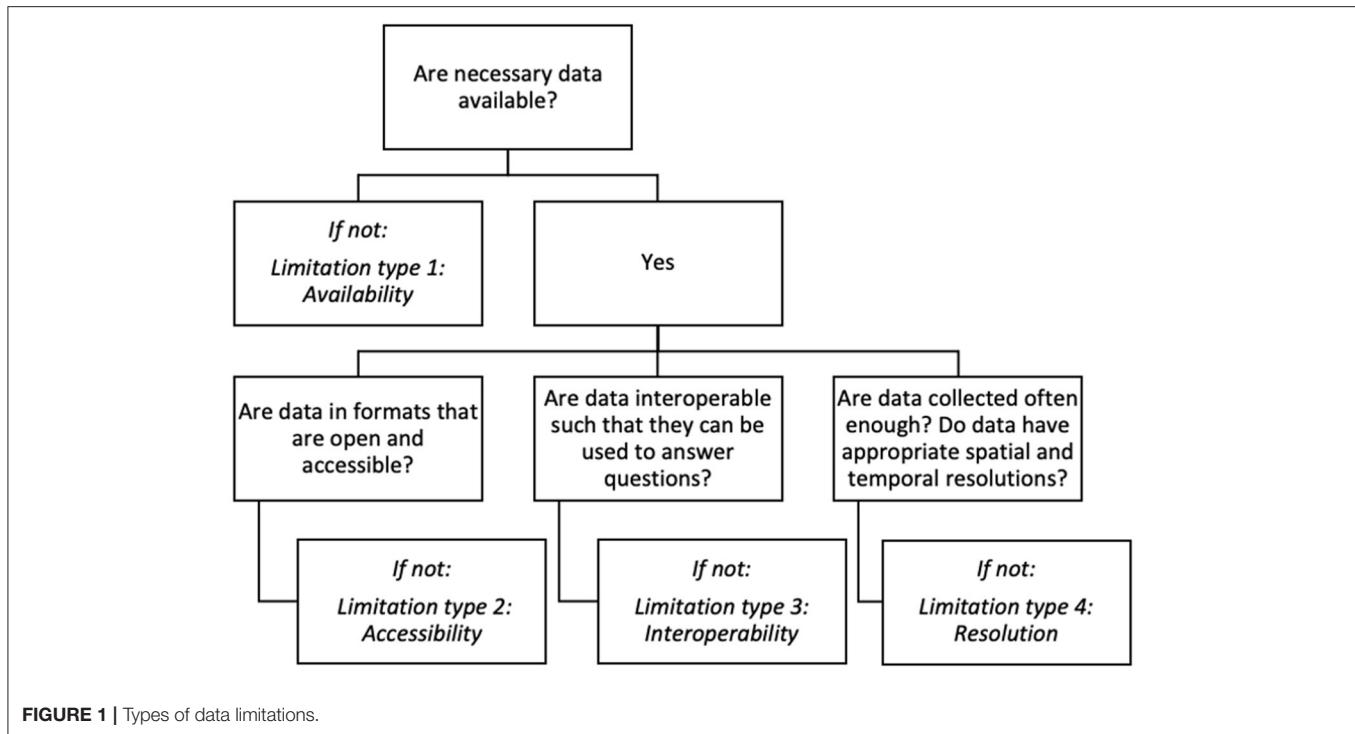 Are necessary data
available?
If not:
Limitation type 1:
Availability
Yes
Are data in formats that
are open and
accessible?
Are data interoperable
such that they can be
used to answer
questions?
Are data collected often
enough? Do data have
appropriate spatial and
temporal resolutions?
If not:
Limitation type 2:
Accessibility
If not:
Limitation type 3:
Interoperability
If not:
Limitation type 4:
Resolution
FIGURE 1 | Types of data limitations.